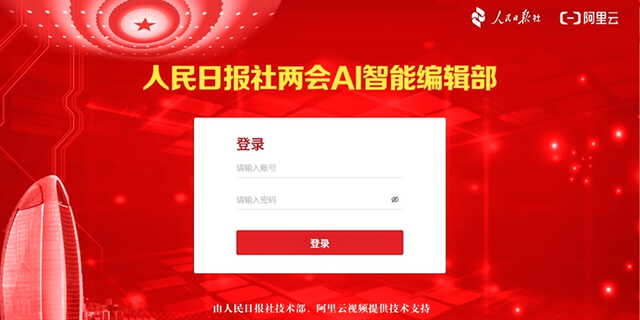 人民日报社 阿里云
人民日报社两会AI智能编辑部
登录
请输入账号
请输入密码
登录
由人民日报社技术部、阿里云视频提供技术支持